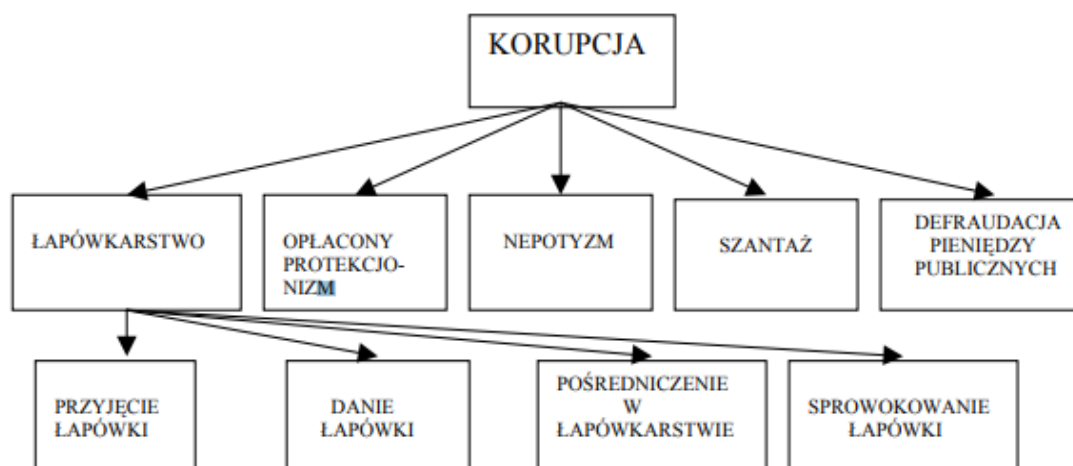 KORUPCJA
ŁAPÓWKARSTWO
OPŁACONY
PROTEKCJO-
NIZM
NEPOTYZM
SZANTAŻ
DEFRAUDACJA
PIENIĘDZY
PUBLICZNYCH
PRZYJĘCIE
ŁAPÓWKI
DANIE
ŁAPÓWKI
POŚREDNICZENIE
W
ŁAPÓWKARSTWIE
SPROWOKOWANIE
ŁAPÓWKI